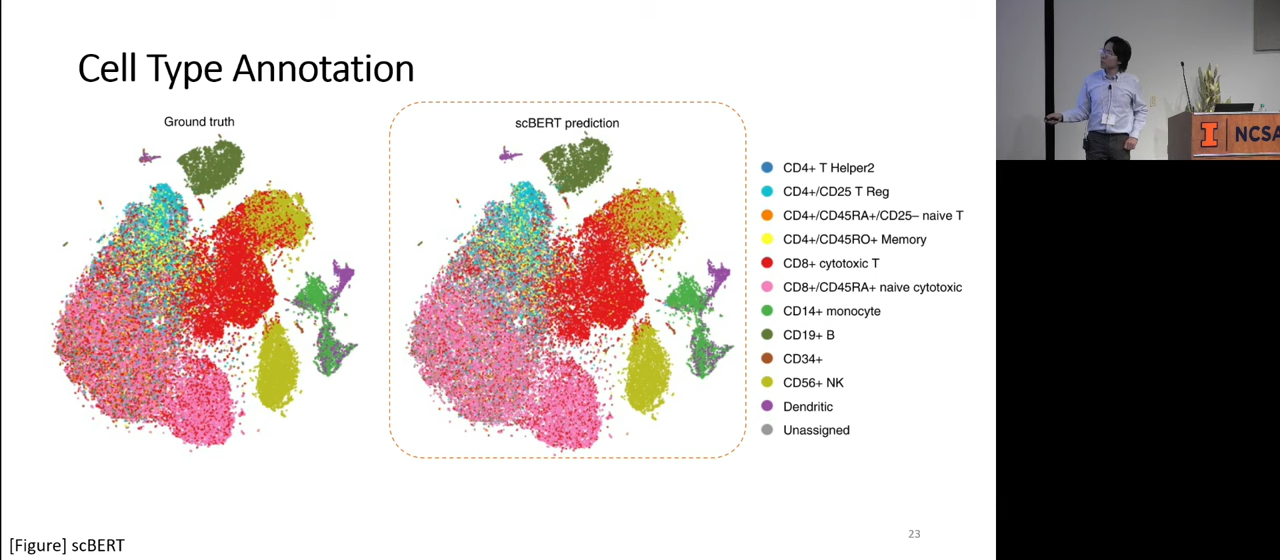 Cell Type Annotation
Ground truth
scBERT prediction
CD4+ T Helper2
CD4+/CD25 T Reg
CD4+/CD45RA+/CD25– naive T
CD4+/CD45RO+ Memory
CD8+ cytotoxic T
CD8+/CD45RA+ naive cytotoxic
CD14+ monocyte
CD19+ B
CD34+
CD56+ NK
Dendritic
Unassigned
[Figure] scBERT
23
I NCSA